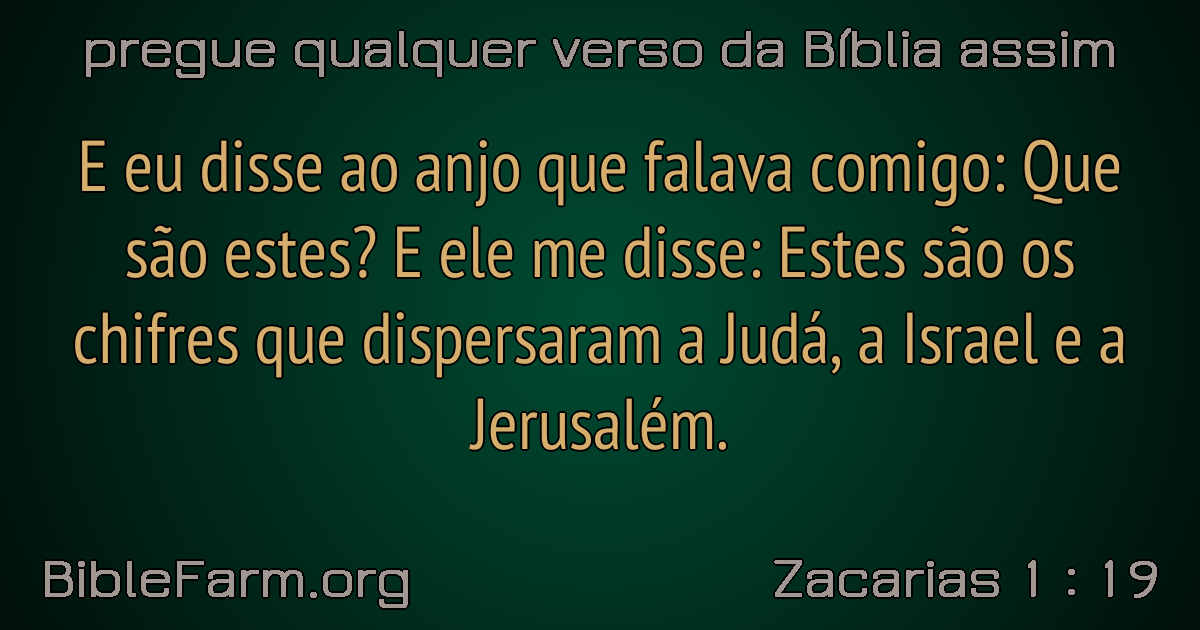 pregue qualquer verso da Bíblia assim
E eu disse ao anjo que falava comigo: Que
são estes? E ele me disse: Estes são os
chifres que dispersaram a Judá, a Israel e a
Jerusalém.
BibleFarm.org
Zacarias 1 : 19